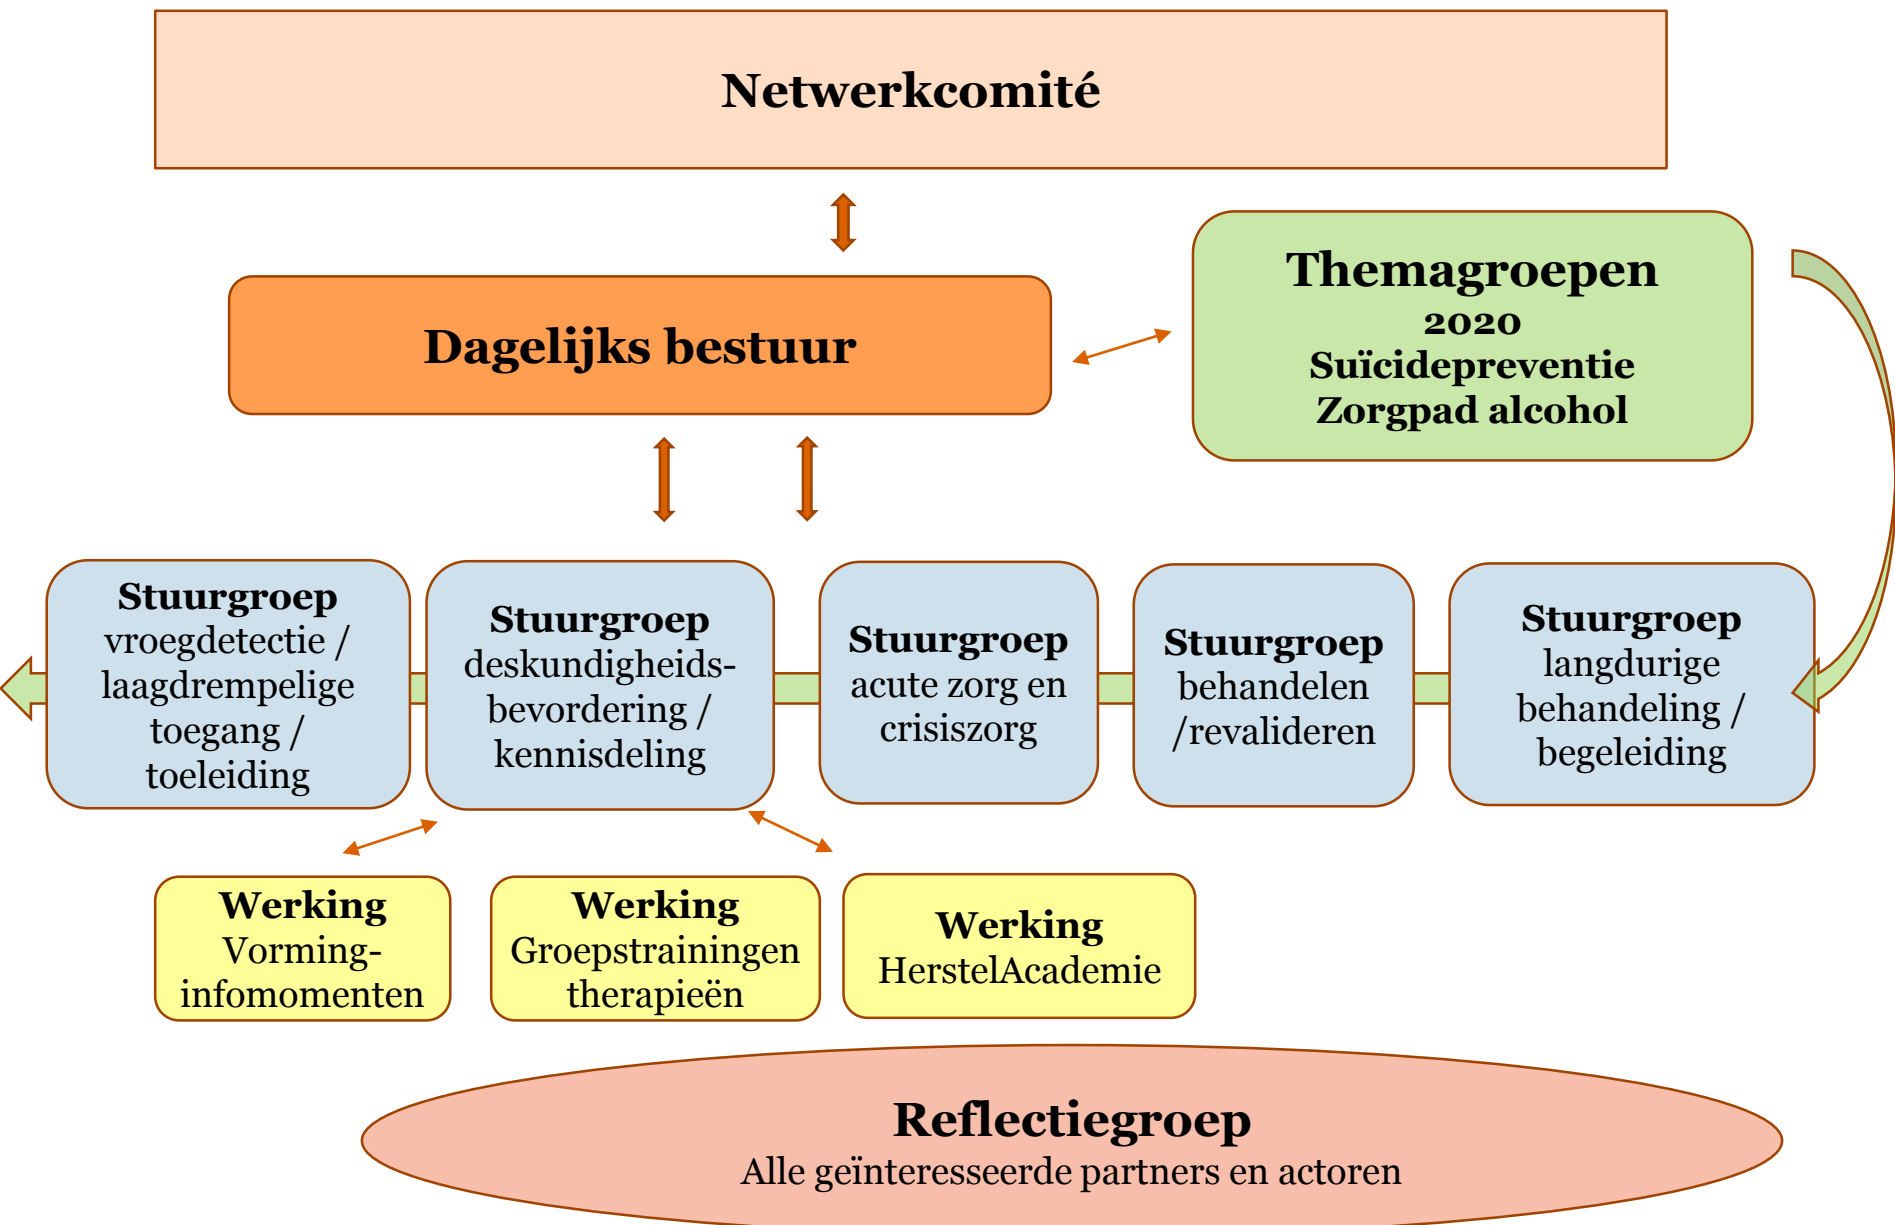 Netwerkcomité
Dagelijks bestuur
Themagroepen
2020
Suïcidepreventie
Zorgpad alcohol
Stuurgroep
vroegdetectie /
laagdrempelige
toegang /
toeleiding
Stuurgroep
deskundigheids-
bevordering /
kennisdeling
Stuurgroep
acute zorg en
crisiszorg
Stuurgroep
behandelen
/revalideren
Stuurgroep
langdurige
behandeling /
begeleiding
Werking
Vorming-
infomomenten
Werking
Groepstrainingen
therapieën
Werking
HerstelAcademie
Reflectiegroep
Alle geïnteresseerde partners en actoren